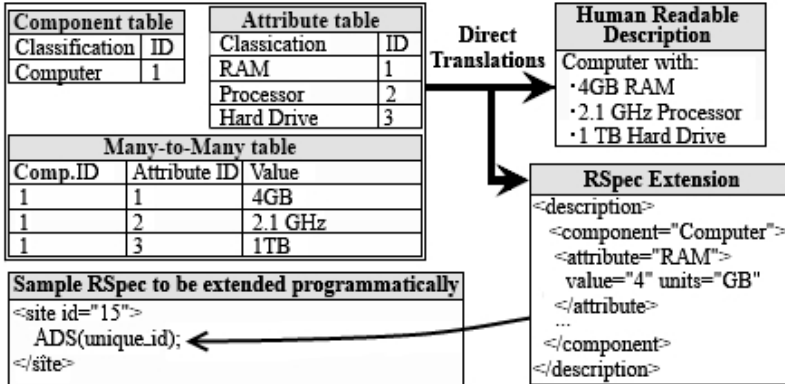 Component table
Classification ID
Computer 1
Attribute table
Classication ID
RAM 1
Processor 2
Hard Drive 3
Many-to-Many table
Comp.ID Attribute ID Value
1 1 4GB
1 2 2.1 GHz
1 3 1TB
Direct
Translations
Human Readable
Description
Computer with:
·4GB RAM
·2.1 GHz Processor
·1 TB Hard Drive
RSpec Extension
<description>
<component="Computer">
<attribute="RAM">
value="4" units="GB"
</attribute>
...
</component>
</description>
Sample RSpec to be extended programmatically
<site id="15">
ADS(unique_id);
</site>